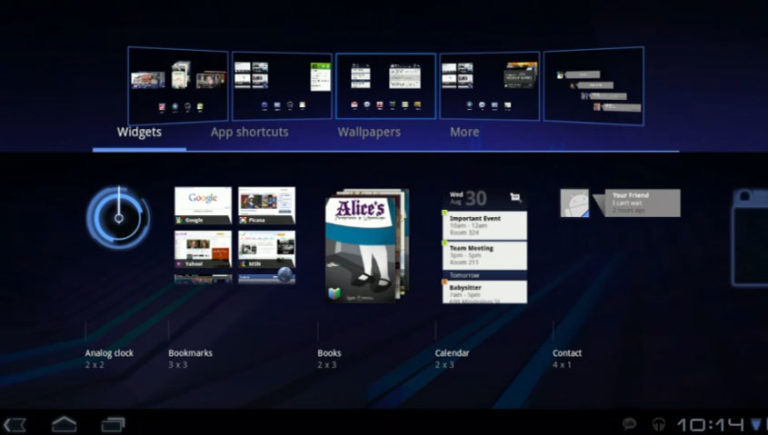 Widgets
App shortcuts
Wallpapers
More
Google
Google
Picasa
Yahoo!
MSN
Alice's
Wed
Aug
30
Important Event
10am - 12am
Room 324
Team Meeting
3pm - 5pm
Room 211
Tomorrow
Babysitter
7am - 5pm
Your Friend
I can't wait.
2 hours ago
Analog clock
2 x 2
Bookmarks
3 x 3
Books
2 x 3
Calendar
2 x 3
Contact
4 x 1
10:14